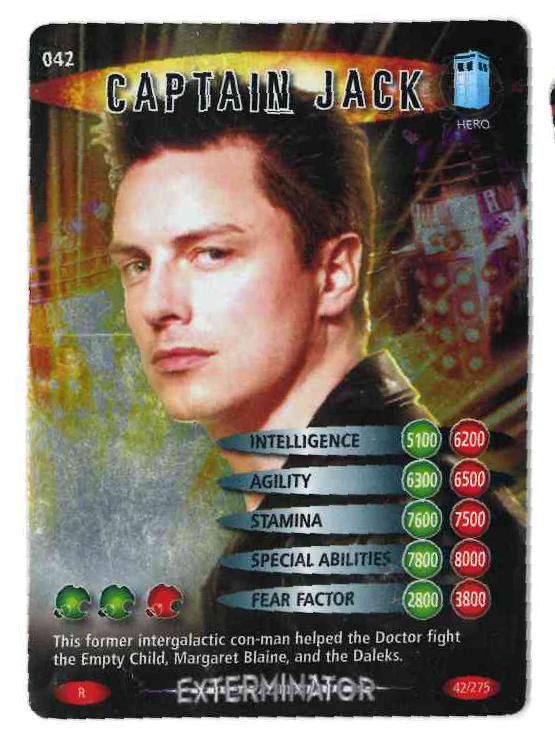 042
CAPTAIN JACK
HERO
INTELLIGENCE 5100 6200
AGILITY 6300 6500
STAMINA 7600 7500
SPECIAL ABILITIES 7800 8000
FEAR FACTOR 2800 3800
This former intergalactic con-man helped the Doctor fight
the Empty Child, Margaret Blaine, and the Daleks.
R EXTERMINATOR 42/275